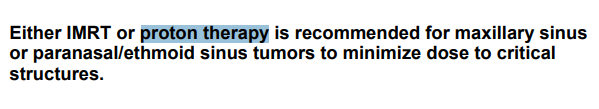 Either IMRT or proton therapy is recommended for maxillary sinus
or paranasal/ethmoid sinus tumors to minimize dose to critical
structures.